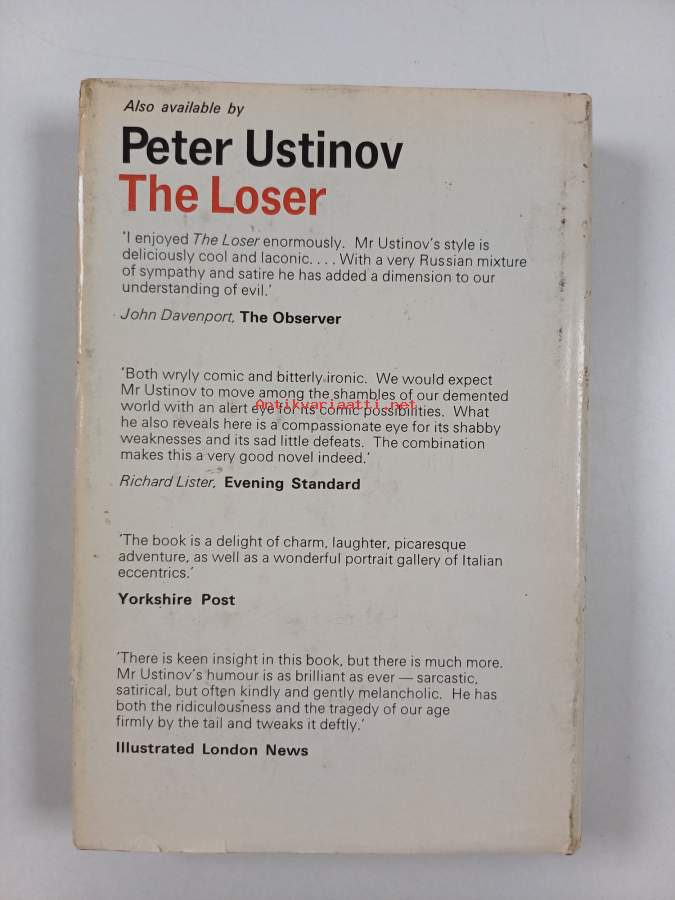 Also available by
Peter Ustinov
The Loser
'I enjoyed The Loser enormously. Mr Ustinov's style is
deliciously cool and laconic. . . . With a very Russian mixture
of sympathy and satire he has added a dimension to our
understanding of evil.'
John Davenport, The Observer
'Both wryly comic and bitterly ironic. We would expect
Mr Ustinov to move among the shambles of our demented
Antikvariaatti.net
world with an alert eye for its comic possibilities. What
he also reveals here is a compassionate eye for its shabby
weaknesses and its sad little defeats. The combination
makes this a very good novel indeed.'
Richard Lister, Evening Standard
'The book is a delight of charm, laughter, picaresque
adventure, as well as a wonderful portrait gallery of Italian
eccentrics.'
Yorkshire Post
'There is keen insight in this book, but there is much more.
Mr Ustinov's humour is as brilliant as ever — sarcastic,
satirical, but often kindly and gently melancholic. He has
both the ridiculousness and the tragedy of our age
firmly by the tail and tweaks it deftly.'
Illustrated London News